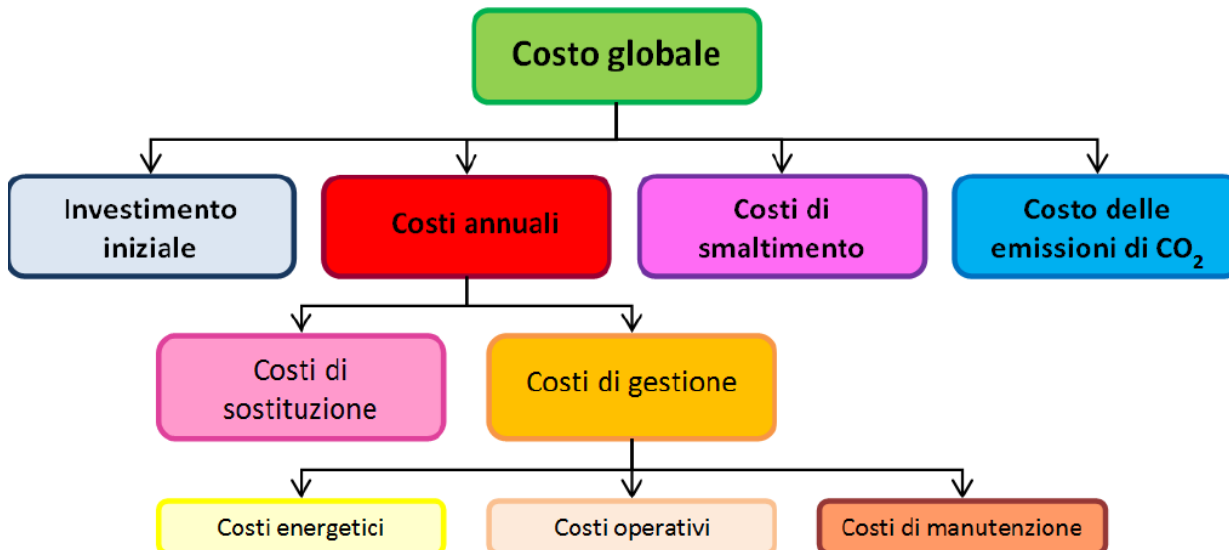 Costo globale
Investimento
iniziale
Costi annuali
Costi di
smaltimento
Costo delle
emissioni di CO₂
Costi di
sostituzione
Costi di gestione
Costi energetici
Costi operativi
Costi di manutenzione